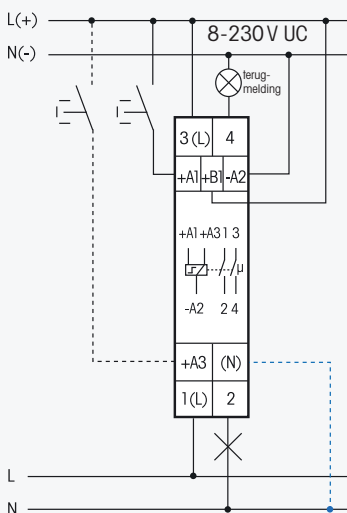 L(+)
8-230V UC
N(-)
terug-
melding
3(L) 4
+A1 +B1 -A2
+A1 +A3 1 3
µ
-A2 2 4
+A3 (N)
1(L) 2
L
N